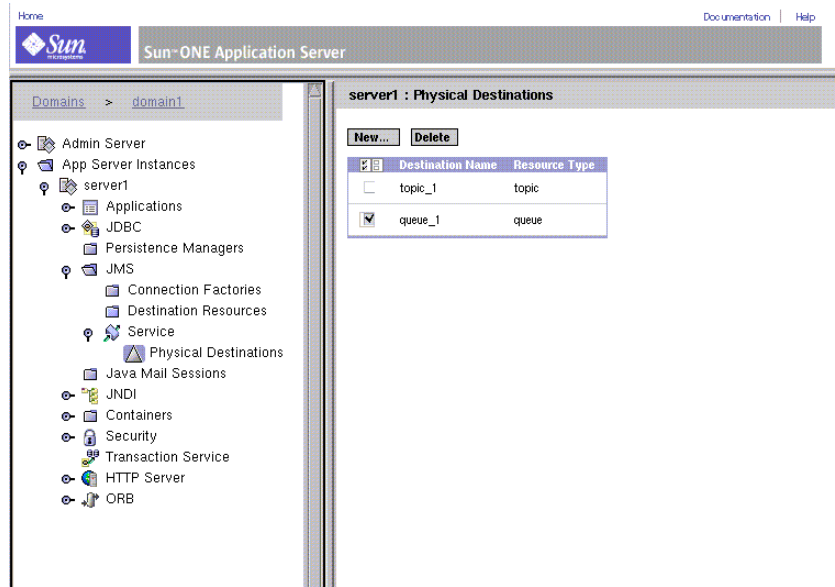 Home
Documentation
Help
Sun
microsystems
Sun™ ONE Application Server
Domains > domain1
Admin Server
App Server Instances
server1
Applications
JDBC
Persistence Managers
JMS
Connection Factories
Destination Resources
Service
Physical Destinations
Java Mail Sessions
JNDI
Containers
Security
Transaction Service
HTTP Server
ORB
server1 : Physical Destinations
New... Delete
Destination Name Resource Type
topic_1 topic
queue_1 queue